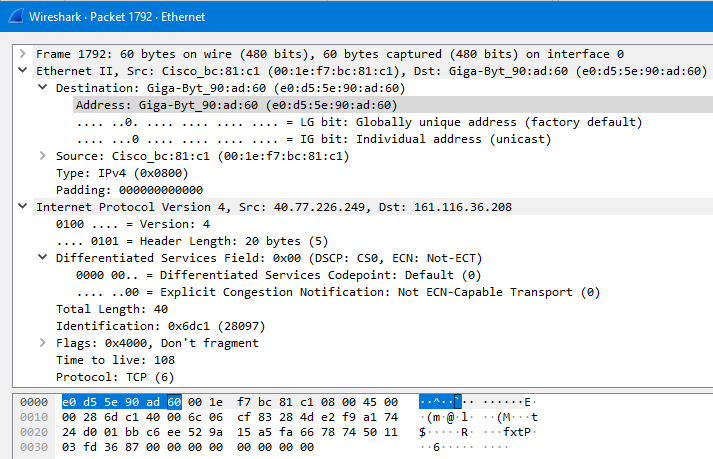 Wireshark · Packet 1792 · Ethernet
Frame 1792: 60 bytes on wire (480 bits), 60 bytes captured (480 bits) on interface 0
Ethernet II, Src: Cisco_bc:81:c1 (00:1e:f7:bc:81:c1), Dst: Giga-Byt_90:ad:60 (e0:d5:5e:90:ad:60)
Destination: Giga-Byt_90:ad:60 (e0:d5:5e:90:ad:60)
Address: Giga-Byt_90:ad:60 (e0:d5:5e:90:ad:60)
.... ..0. .... .... .... .... = LG bit: Globally unique address (factory default)
.... ...0 .... .... .... .... = IG bit: Individual address (unicast)
Source: Cisco_bc:81:c1 (00:1e:f7:bc:81:c1)
Type: IPv4 (0x0800)
Padding: 000000000000
Internet Protocol Version 4, Src: 40.77.226.249, Dst: 161.116.36.208
0100 .... = Version: 4
.... 0101 = Header Length: 20 bytes (5)
Differentiated Services Field: 0x00 (DSCP: CS0, ECN: Not-ECT)
0000 00.. = Differentiated Services Codepoint: Default (0)
.... ..00 = Explicit Congestion Notification: Not ECN-Capable Transport (0)
Total Length: 40
Identification: 0x6dc1 (28097)
Flags: 0x4000, Don't fragment
Time to live: 108
Protocol: TCP (6)
0000 e0 d5 5e 90 ad 60 00 1e f7 bc 81 c1 08 00 45 00 ··^··`·· ······E·
0010 00 28 6d c1 40 00 6c 06 cf 83 28 4d e2 f9 a1 74 ·(m·@·l· ··(M···t
0020 24 d0 01 bb c6 ee 52 9a 15 a5 fa 66 78 74 50 11 $·····R· ···fxtP·
0030 03 fd 36 87 00 00 00 00 00 00 00 00 ··6····· ····